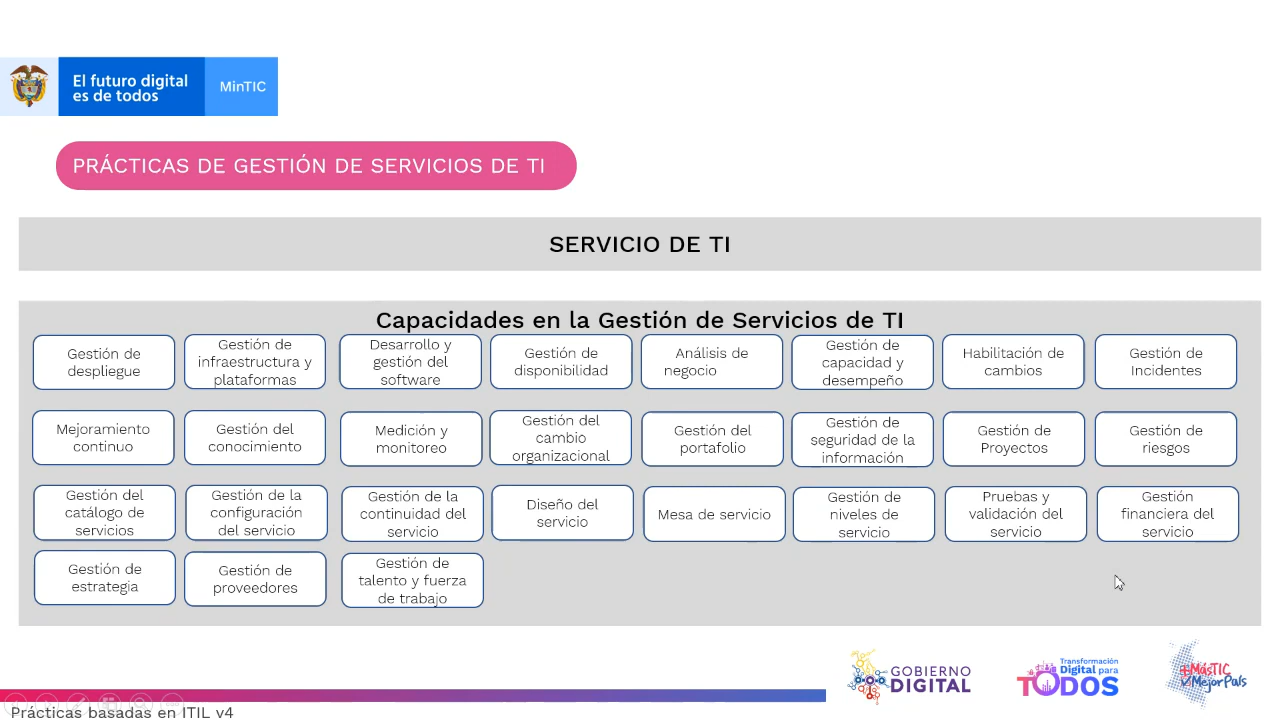 El futuro digital
es de todos
MinTIC
PRÁCTICAS DE GESTIÓN DE SERVICIOS DE TI
SERVICIO DE TI
Capacidades en la Gestión de Servicios de TI
Gestión de
despliegue
Gestión de
infraestructura y
plataformas
Desarrollo y
gestión del
software
Gestión de
disponibilidad
Análisis de
negocio
Gestión de
capacidad y
desempeño
Habilitación de
cambios
Gestión de
Incidentes
Mejoramiento
continuo
Gestión del
conocimiento
Medición y
monitoreo
Gestión del
cambio
organizacional
Gestión del
portafolio
Gestión de
seguridad de la
información
Gestión de
Proyectos
Gestión de
riesgos
Gestión del
catálogo de
servicios
Gestión de la
configuración
del servicio
Gestión de la
continuidad del
servicio
Diseño del
servicio
Mesa de servicio
Gestión de
niveles de
servicio
Pruebas y
validación del
servicio
Gestión
financiera del
servicio
Gestión de
estrategia
Gestión de
proveedores
Gestión de
talento y fuerza
de trabajo
GOBIERNO
DIGITAL
Transformación
Digital para
TODOS
+MásTIC
+MejorPaís
Prácticas basadas en ITIL v4